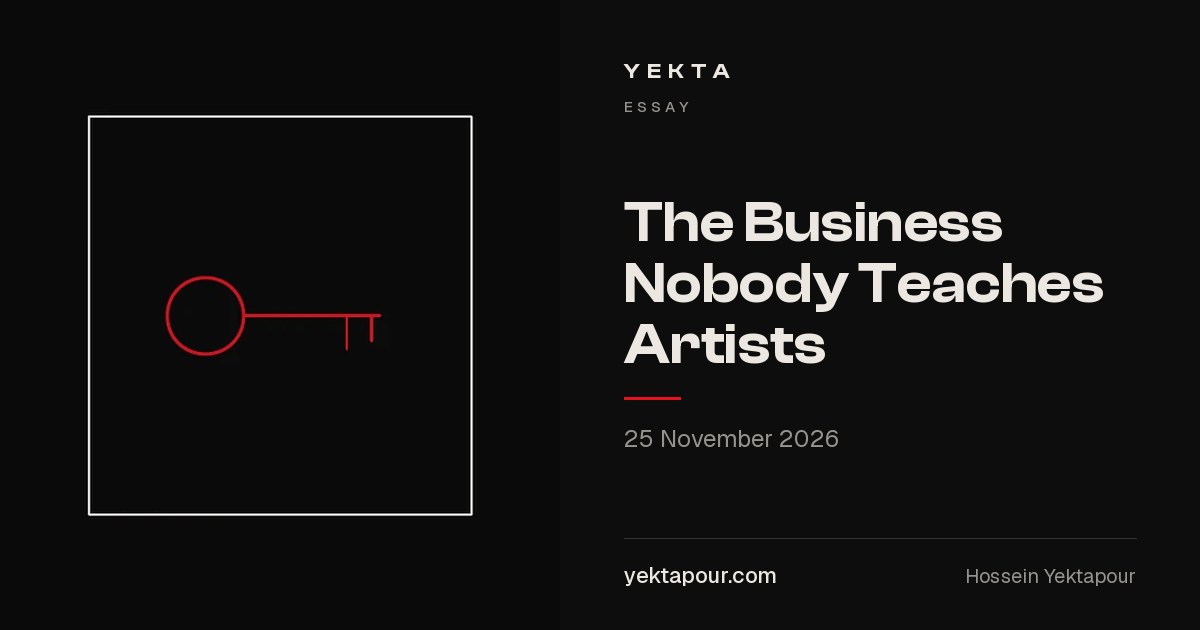 YEKTA
ESSAY
The Business
Nobody Teaches
Artists
25 November 2026
yektapour.com
Hossein Yektapour